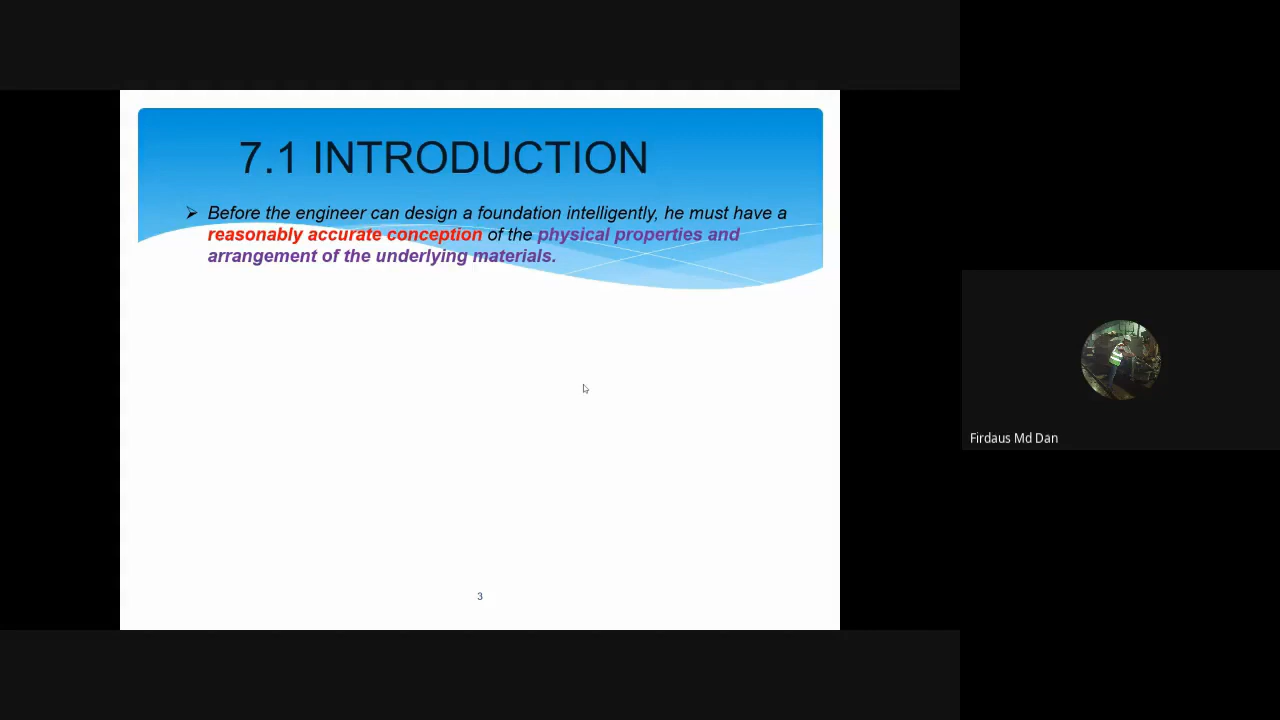 7.1 INTRODUCTION
➢ Before the engineer can design a foundation intelligently, he must have a
reasonably accurate conception of the physical properties and
arrangement of the underlying materials.
3
Firdaus Md Dan